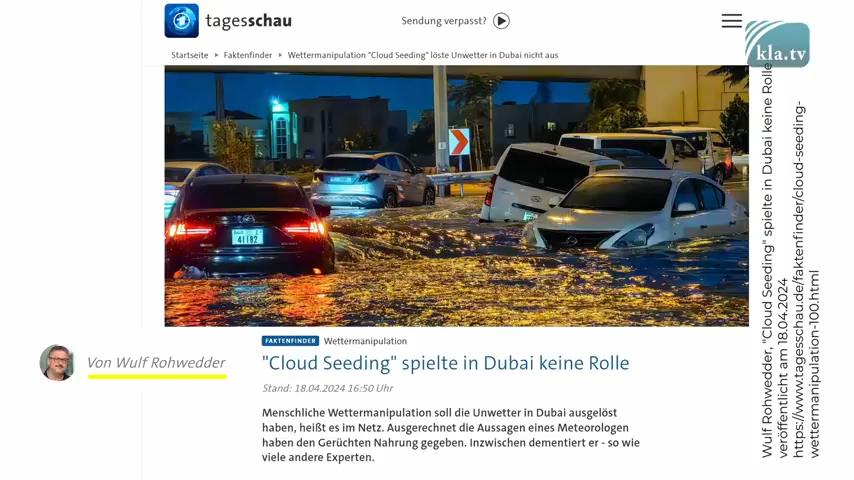 tagesschau
Sendung verpasst?
kla.tv
Startseite > Faktenfinder > Wettermanipulation "Cloud Seeding" löste Unwetter in Dubai nicht aus
41182
Von Wulf Rohwedder
FAKTENFINDER Wettermanipulation
"Cloud Seeding" spielte in Dubai keine Rolle
Stand: 18.04.2024 16:50 Uhr
Menschliche Wettermanipulation soll die Unwetter in Dubai ausgelöst
haben, heißt es im Netz. Ausgerechnet die Aussagen eines Meteorologen
haben den Gerüchten Nahrung gegeben. Inzwischen dementiert er - so wie
viele andere Experten.
Wulf Rohwedder, "Cloud Seeding" spielte in Dubai keine Rolle
veröffentlicht am 18.04.2024
https://www.tagesschau.de/faktenfinder/cloud-seeding-
wettermanipulation-100.html